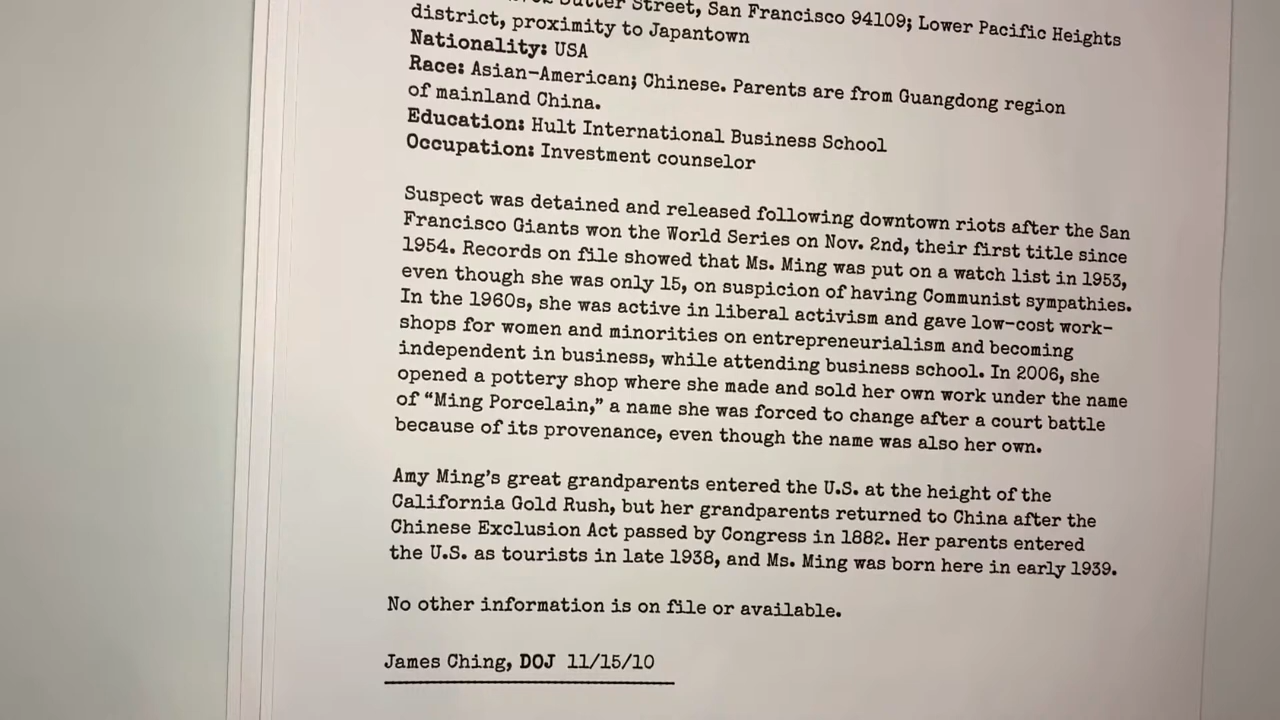 Street, San Francisco 94109; Lower Pacific Heights
district, proximity to Japantown
Nationality: USA
Race: Asian-American; Chinese. Parents are from Guangdong region
of mainland China.
Education: Hult International Business School
Occupation: Investment counselor
Suspect was detained and released following downtown riots after the San
Francisco Giants won the World Series on Nov. 2nd, their first title since
1954. Records on file showed that Ms. Ming was put on a watch list in 1953,
even though she was only 15, on suspicion of having Communist sympathies.
In the 1960s, she was active in liberal activism and gave low-cost work-
shops for women and minorities on entrepreneurialism and becoming
independent in business, while attending business school. In 2006, she
opened a pottery shop where she made and sold her own work under the name
of “Ming Porcelain,” a name she was forced to change after a court battle
because of its provenance, even though the name was also her own.
Amy Ming’s great grandparents entered the U.S. at the height of the
California Gold Rush, but her grandparents returned to China after the
Chinese Exclusion Act passed by Congress in 1882. Her parents entered
the U.S. as tourists in late 1938, and Ms. Ming was born here in early 1939.
No other information is on file or available.
James Ching, DOJ 11/15/10